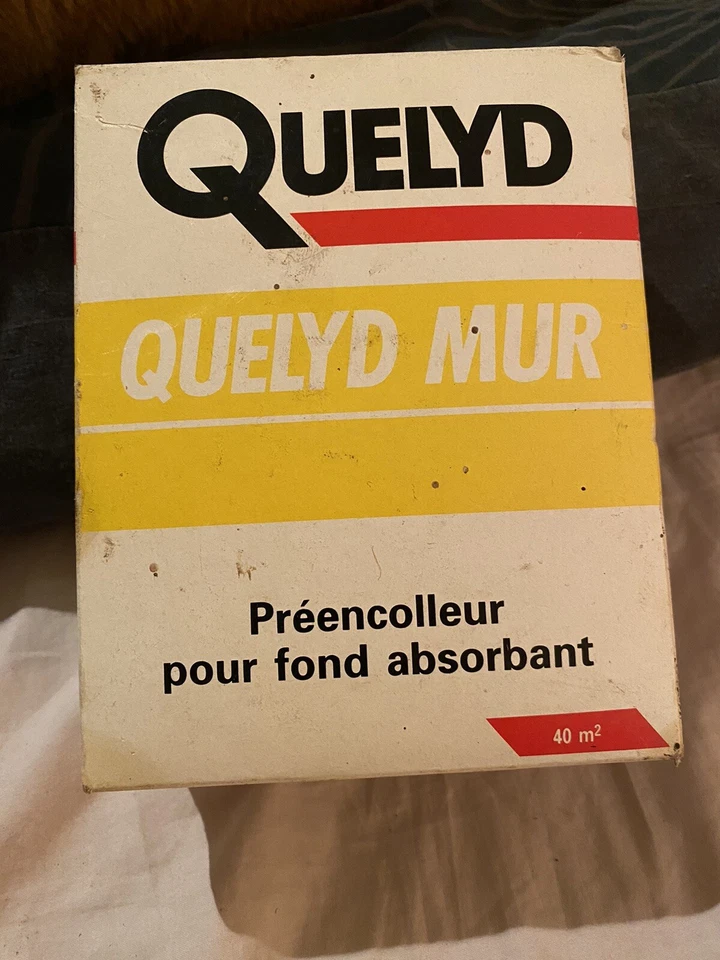 QUELYD
QUELYD MUR
Préencolleur
pour fond absorbant
40 m²